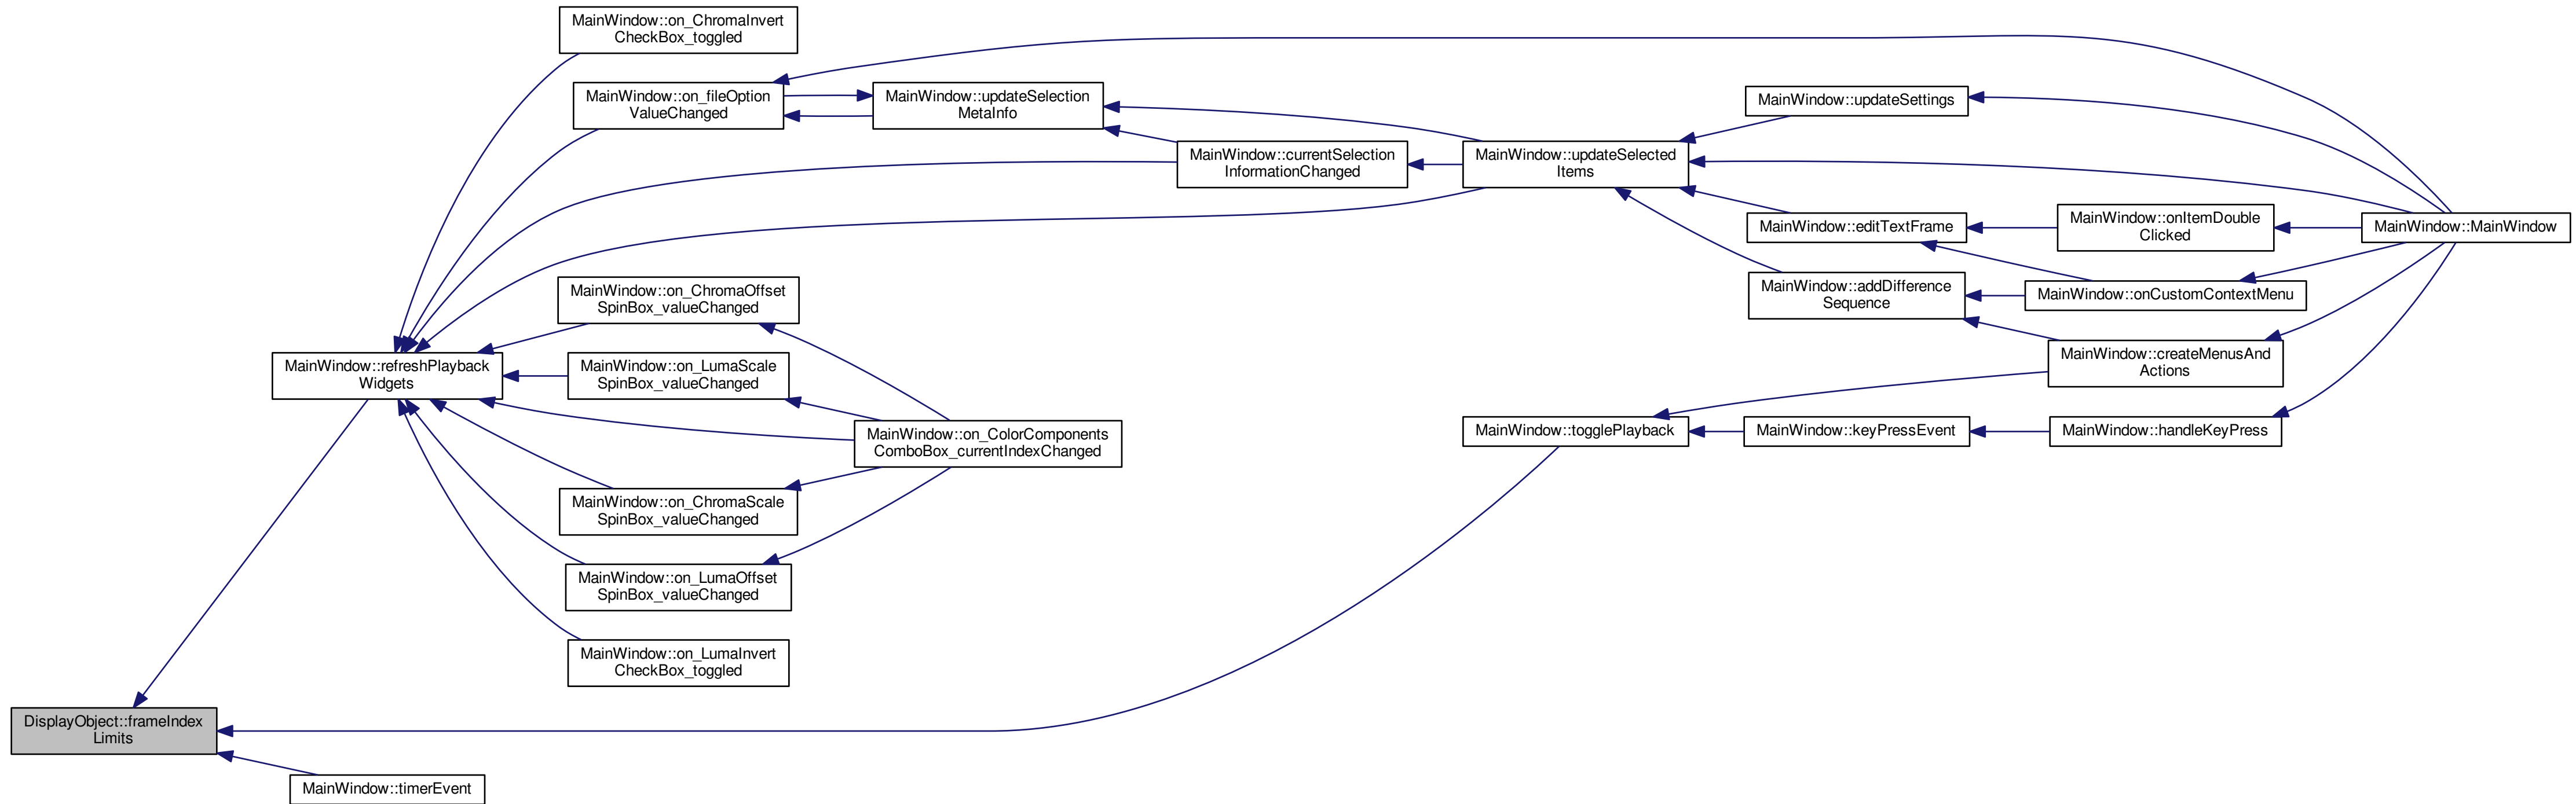 MainWindow::on_ChromaInvert
CheckBox_toggled
MainWindow::on_fileOption
ValueChanged
MainWindow::updateSelection
MetaInfo
MainWindow::currentSelection
InformationChanged
MainWindow::updateSelected
Items
MainWindow::updateSettings
MainWindow::editTextFrame
MainWindow::onItemDouble
Clicked
MainWindow::MainWindow
MainWindow::addDifference
Sequence
MainWindow::onCustomContextMenu
MainWindow::createMenusAnd
Actions
MainWindow::on_ChromaOffset
SpinBox_valueChanged
MainWindow::refreshPlayback
Widgets
MainWindow::on_LumaScale
SpinBox_valueChanged
MainWindow::on_ColorComponents
ComboBox_currentIndexChanged
MainWindow::togglePlayback
MainWindow::keyPressEvent
MainWindow::handleKeyPress
MainWindow::on_ChromaScale
SpinBox_valueChanged
MainWindow::on_LumaOffset
SpinBox_valueChanged
MainWindow::on_LumaInvert
CheckBox_toggled
DisplayObject::frameIndex
Limits
MainWindow::timerEvent